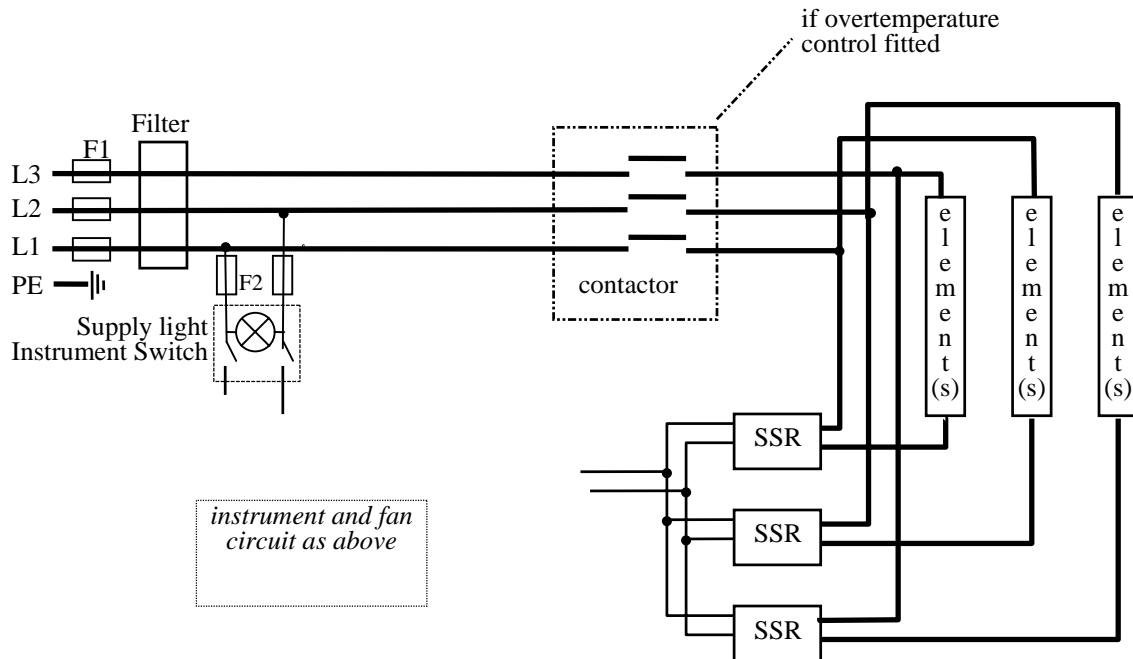 if overtemperature
control fitted
Filter
F1
L3
L2
L1
PE
F2
Supply light
Instrument Switch
contactor
element(s)
element(s)
element(s)
SSR
SSR
SSR
instrument and fan
circuit as above